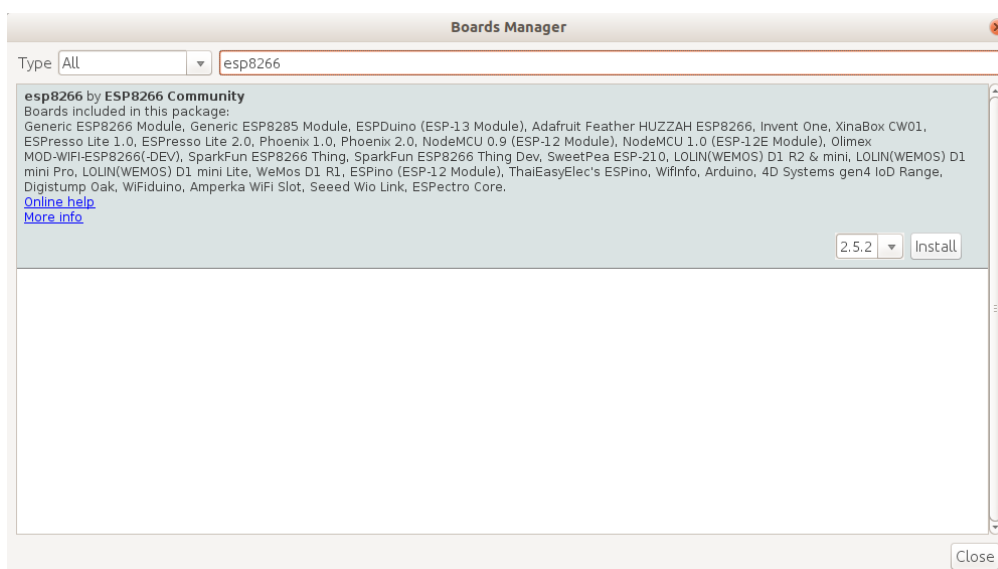 Boards Manager
Type All esp8266
esp8266 by ESP8266 Community
Boards included in this package:
Generic ESP8266 Module, Generic ESP8285 Module, ESPDuino (ESP-13 Module), Adafruit Feather HUZZAH ESP8266, Invent One, XinaBox CW01,
ESPresso Lite 1.0, ESPresso Lite 2.0, Phoenix 1.0, Phoenix 2.0, NodeMCU 0.9 (ESP-12 Module), NodeMCU 1.0 (ESP-12E Module), Olimex
MOD-WIFI-ESP8266(-DEV), SparkFun ESP8266 Thing, SparkFun ESP8266 Thing Dev, SweetPea ESP-210, LOLIN(WEMOS) D1 R2 & mini, LOLIN(WEMOS) D1
mini Pro, LOLIN(WEMOS) D1 mini Lite, WeMos D1 R1, ESPino (ESP-12 Module), ThaiEasyElec's ESPino, WifInfo, Arduino, 4D Systems gen4 IoD Range,
Digistump Oak, WiFiduino, Amperka WiFi Slot, Seeed Wio Link, ESPectro Core.
Online help
More info
2.5.2 Install
Close